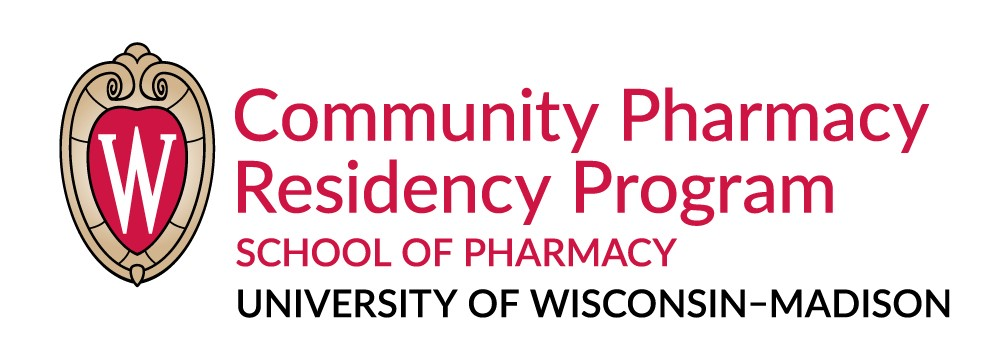 W
Community Pharmacy
Residency Program
SCHOOL OF PHARMACY
UNIVERSITY OF WISCONSIN–MADISON